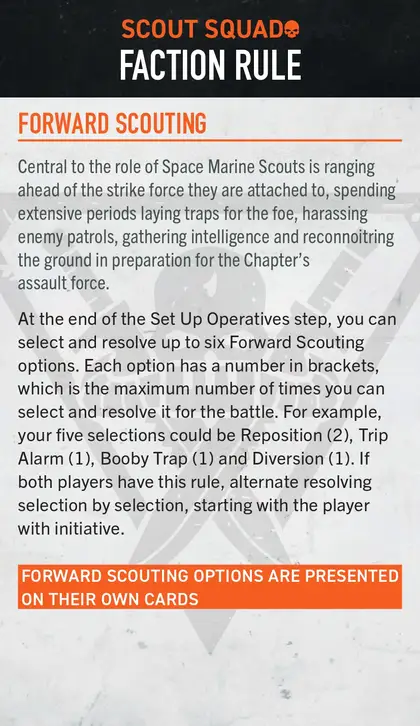 SCOUT SQUAD
FACTION RULE
FORWARD SCOUTING
Central to the role of Space Marine Scouts is ranging
ahead of the strike force they are attached to, spending
extensive periods laying traps for the foe, harassing
enemy patrols, gathering intelligence and reconnoitring
the ground in preparation for the Chapter’s
assault force.
At the end of the Set Up Operatives step, you can
select and resolve up to six Forward Scouting
options. Each option has a number in brackets,
which is the maximum number of times you can
select and resolve it for the battle. For example,
your five selections could be Reposition (2), Trip
Alarm (1), Booby Trap (1) and Diversion (1). If
both players have this rule, alternate resolving
selection by selection, starting with the player
with initiative.
FORWARD SCOUTING OPTIONS ARE PRESENTED
ON THEIR OWN CARDS